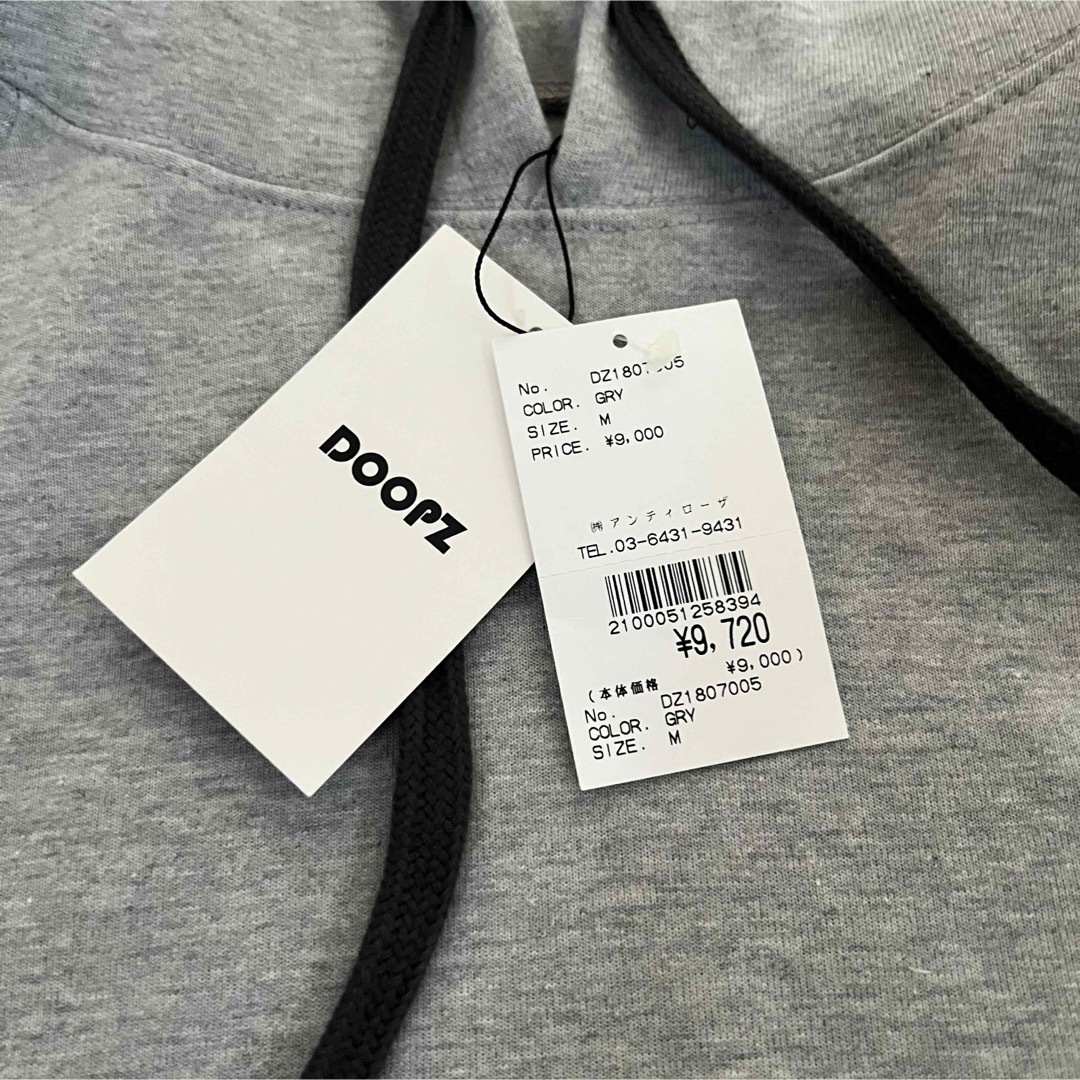 DOOPZ
No. DZ1807005
COLOR. GRY
SIZE. M
PRICE. ¥9,000
㈱アンティローザ
TEL.03-6431-9431
2100051258394
¥9,720
(本体価格 ¥9,000)
No. DZ1807005
COLOR. GRY
SIZE. M